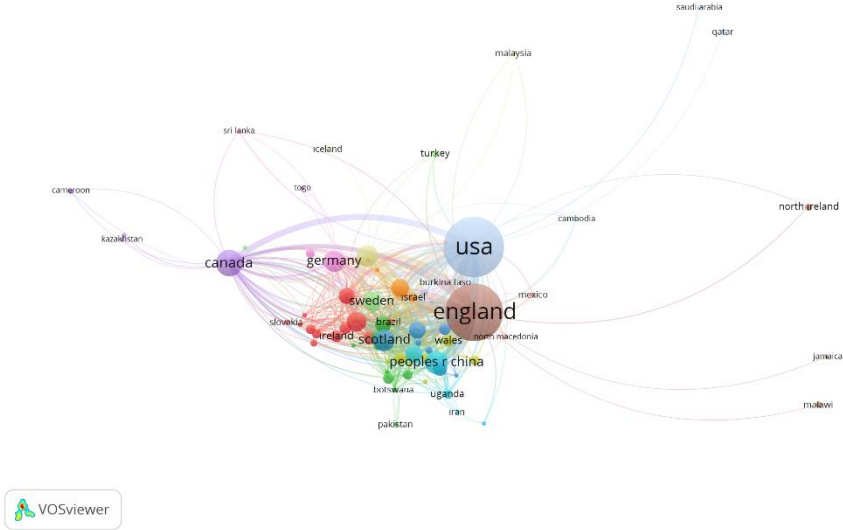 saudi arabia
qatar
malaysia
sri lanka
iceland
turkey
togo
cameroon
north ireland
cambodia
kazakhstan
usa
canada
germany
burkina faso
israel
mexico
sweden
england
slovakia
brazil
ireland
scotland
wales
north macedonia
peoples r china
jamaica
botswana
uganda
malawi
iran
pakistan
VOSviewer